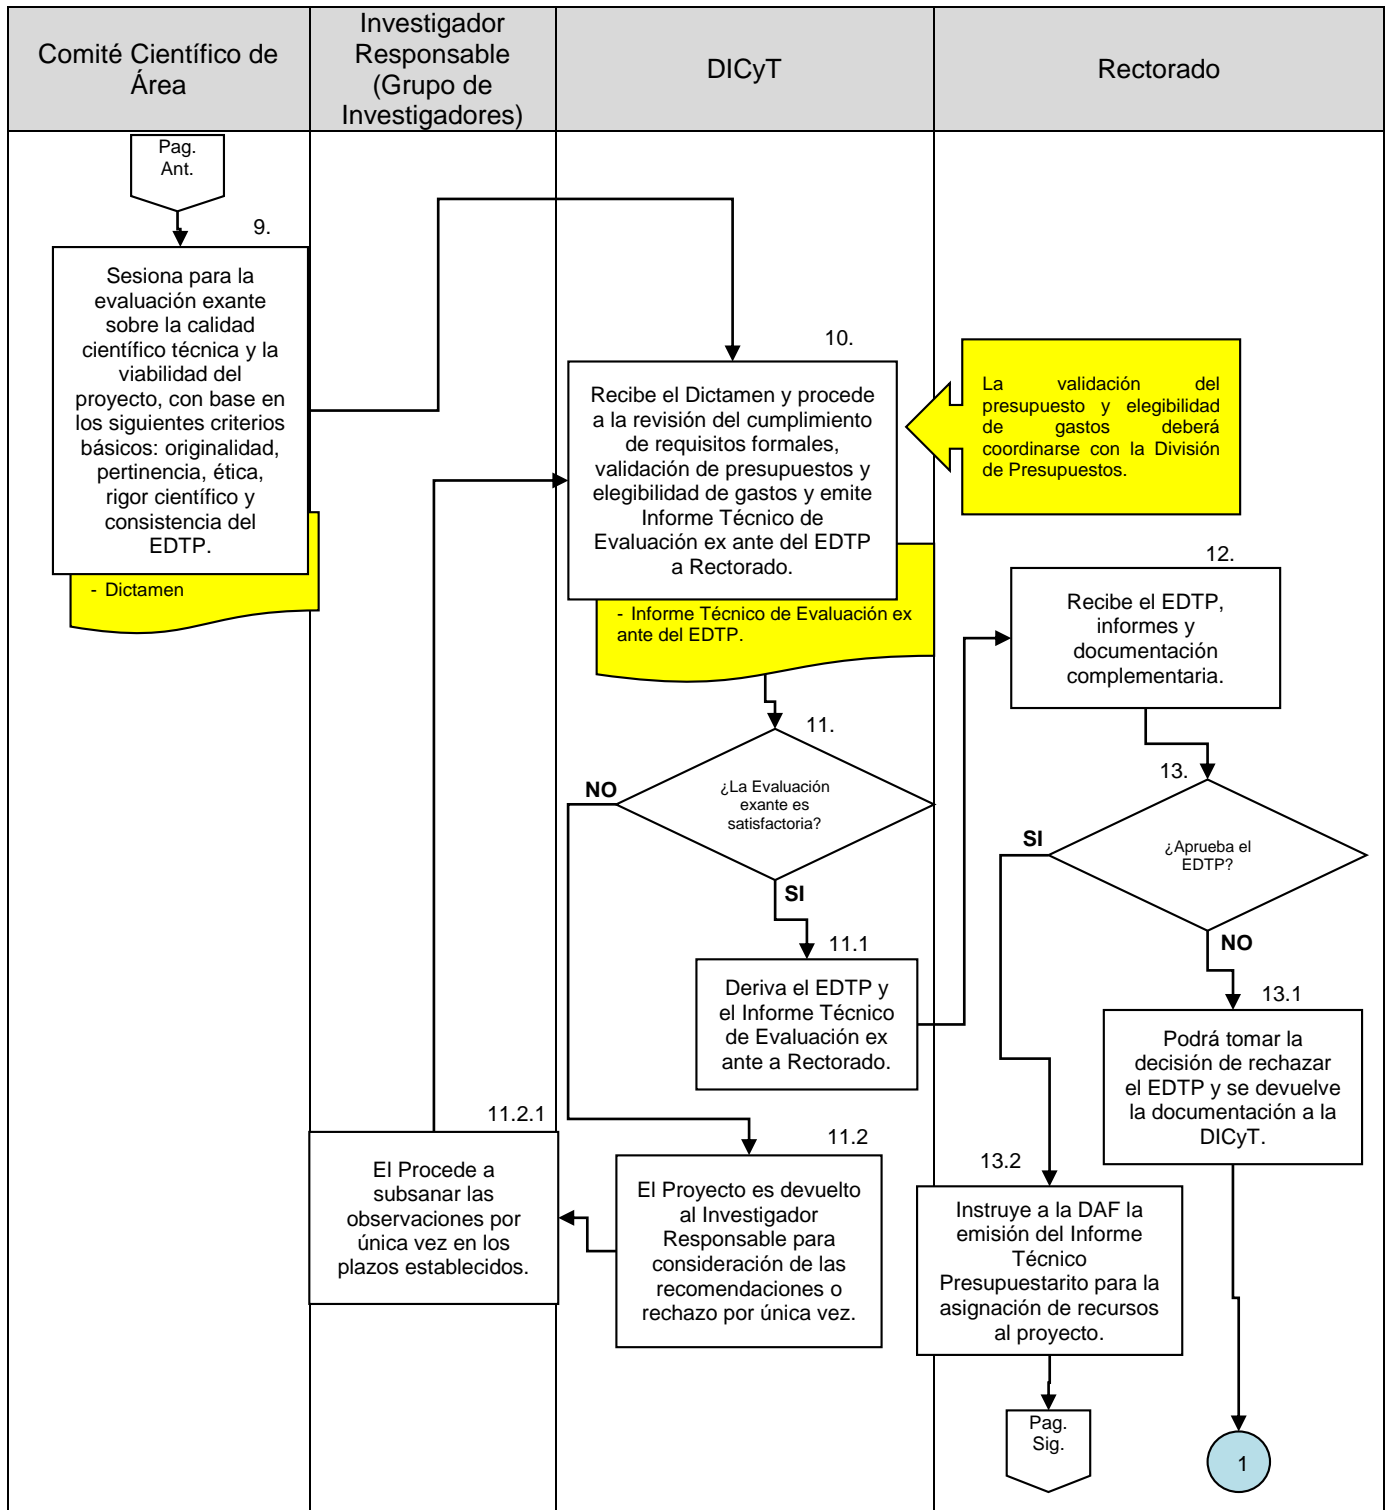 Comité Científico de
Área
Investigador
Responsable
(Grupo de
Investigadores)
DICyT
Rectorado
Pag.
Ant.
9.
Sesiona para la
evaluación exante
sobre la calidad
científico técnica y la
viabilidad del
proyecto, con base en
los siguientes criterios
básicos: originalidad,
pertinencia, ética,
rigor científico y
consistencia del
EDTP.
- Dictamen
10.
Recibe el Dictamen y procede
a la revisión del cumplimiento
de requisitos formales,
validación de presupuestos y
elegibilidad de gastos y emite
Informe Técnico de
Evaluación ex ante del EDTP
a Rectorado.
- Informe Técnico de Evaluación ex
ante del EDTP.
La validación del
presupuesto y elegibilidad
de gastos deberá
coordinarse con la División
de Presupuestos.
11.
¿La Evaluación
exante es
satisfactoria?
NO
SI
11.1
Deriva el EDTP y
el Informe Técnico
de Evaluación ex
ante a Rectorado.
11.2
El Proyecto es devuelto
al Investigador
Responsable para
consideración de las
recomendaciones o
rechazo por única vez.
11.2.1
El Procede a
subsanar las
observaciones por
única vez en los
plazos establecidos.
12.
Recibe el EDTP,
informes y
documentación
complementaria.
13.
¿Aprueba el
EDTP?
SI
NO
13.1
Podrá tomar la
decisión de rechazar
el EDTP y se devuelve
la documentación a la
DICyT.
13.2
Instruye a la DAF la
emisión del Informe
Técnico
Presupuestarito para la
asignación de recursos
al proyecto.
Pag.
Sig.
1